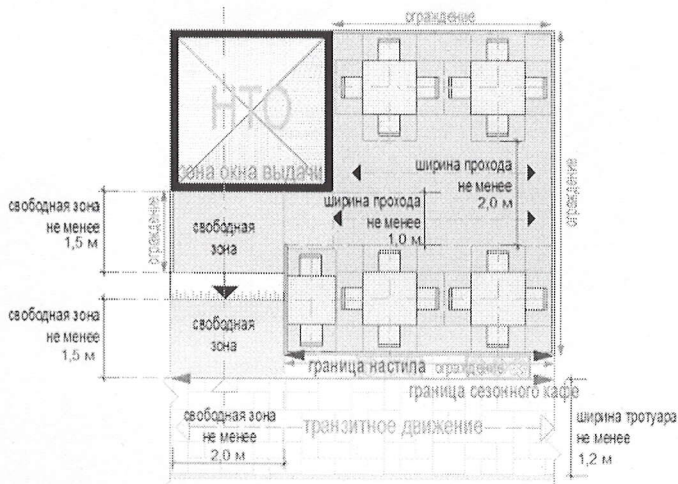 ограждение
НТО
зона окна выдачи
ширина прохода
не менее
2,0 м
ограждение
свободная зона
не менее
1,5 м
ограждение
свободная
зона
ширина прохода
не менее
1,0 м
свободная зона
не менее
1,5 м
свободная
зона
граница настила
ограждение
граница сезонного кафе
свободная зона
не менее
2,0 м
транзитное движение
ширина тротуара
не менее
1,2 м